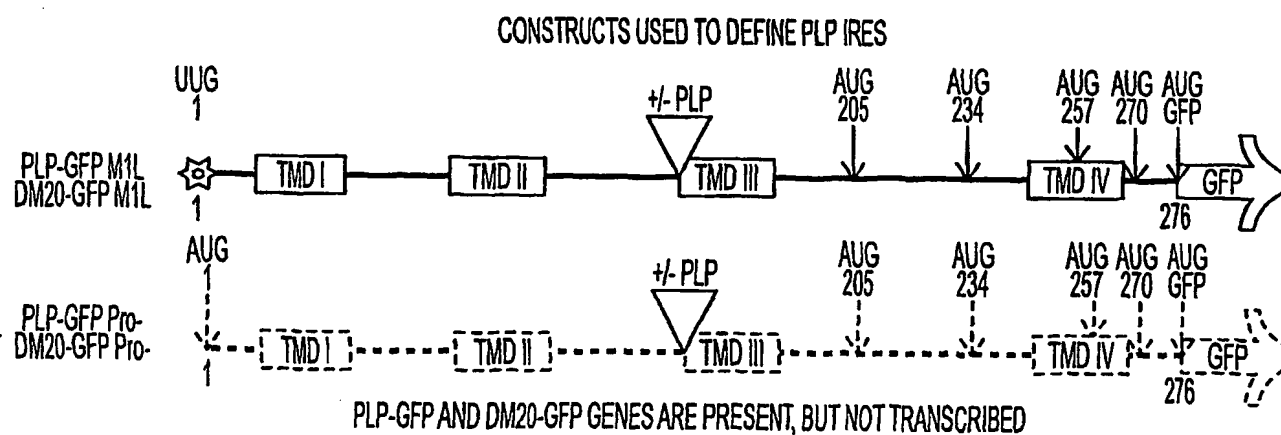 CONSTRUCTS USED TO DEFINE PLP IRES
UUG
1
+/- PLP
AUG
205
AUG
234
AUG
257
AUG
270
AUG
GFP
PLP-GFP M1L
DM20-GFP M1L
TMD I
TMD II
TMD III
TMD IV
GFP
1
276
AUG
1
+/- PLP
AUG
205
AUG
234
AUG
257
AUG
270
AUG
GFP
PLP-GFP Pro-
DM20-GFP Pro-
TMD I
TMD II
TMD III
TMD IV
GFP
1
276
PLP-GFP AND DM20-GFP GENES ARE PRESENT, BUT NOT TRANSCRIBED